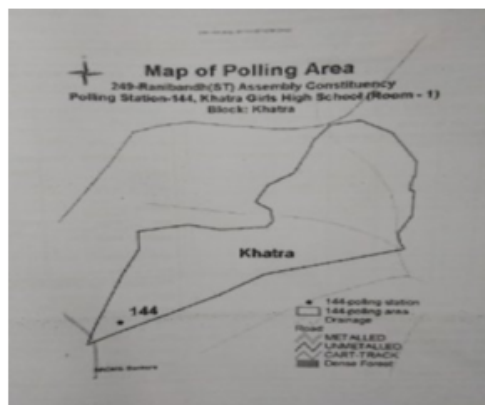 Map of Polling Area
249-Ranibandh(ST) Assembly Constituency
Polling Station-144, Khatra Girls High School (Room - 1)
Block: Khatra
Khatra
144
144-polling station
144-polling area
Drainage
Road
METALLED
UNMETALLED
CART-TRACK
Dense Forest